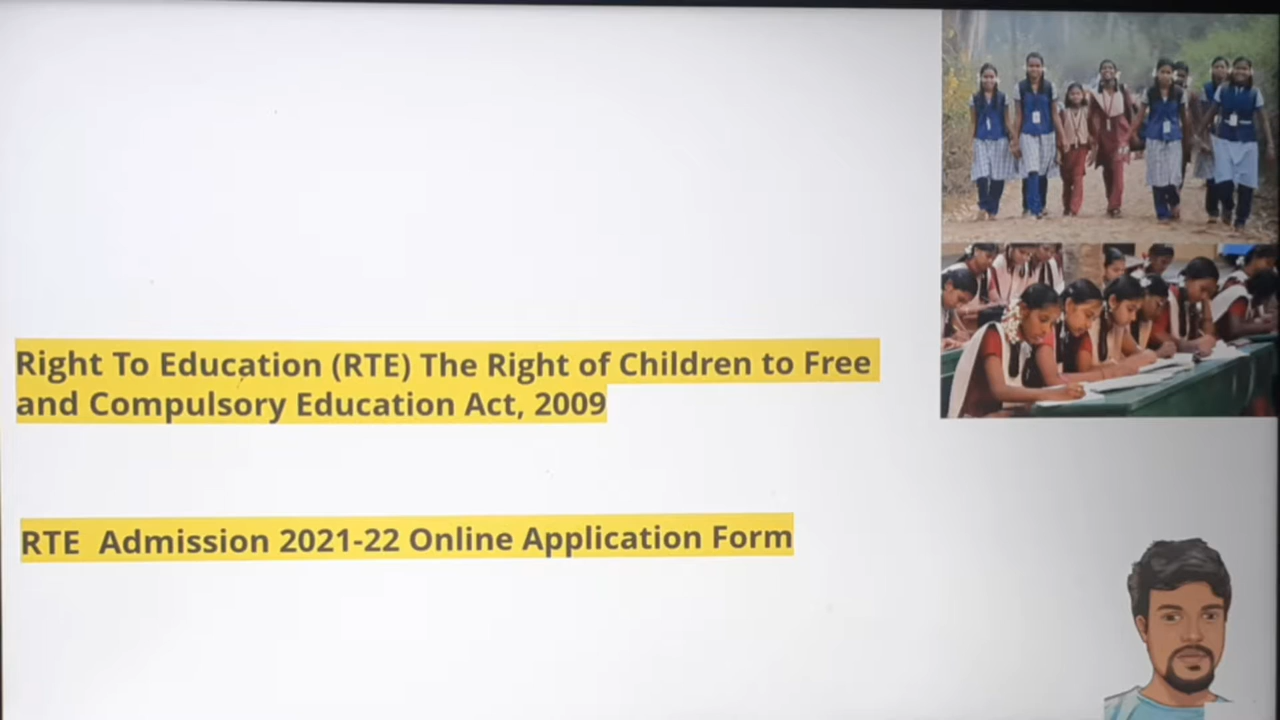 Right To Education (RTE) The Right of Children to Free
and Compulsory Education Act, 2009
RTE Admission 2021-22 Online Application Form